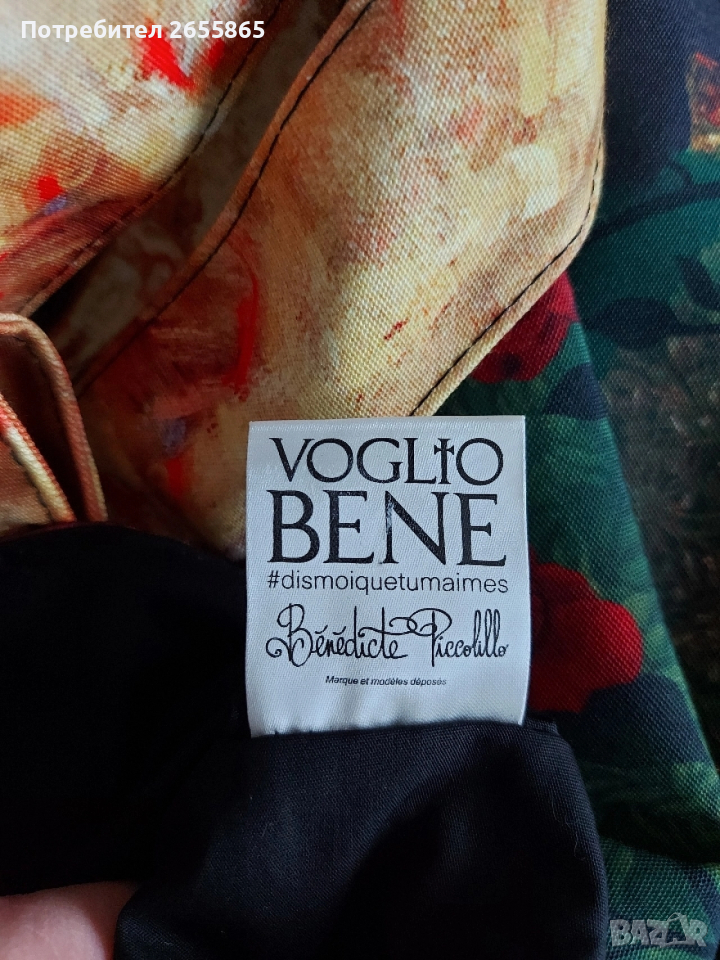 Потребител 2655865
VOGLIO
BENE
#dismoiquetumaimes
Bénédicte Piccolillo
Marque et modèles déposés
BAZAR